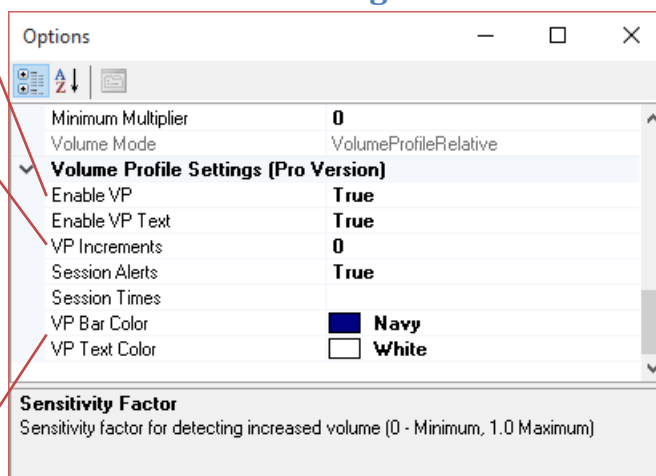 Options
Minimum Multiplier 0
Volume Mode VolumeProfileRelative
Volume Profile Settings (Pro Version)
Enable VP True
Enable VP Text True
VP Increments 0
Session Alerts True
Session Times
VP Bar Color Navy
VP Text Color White
Sensitivity Factor
Sensitivity factor for detecting increased volume (0 - Minimum, 1.0 Maximum)